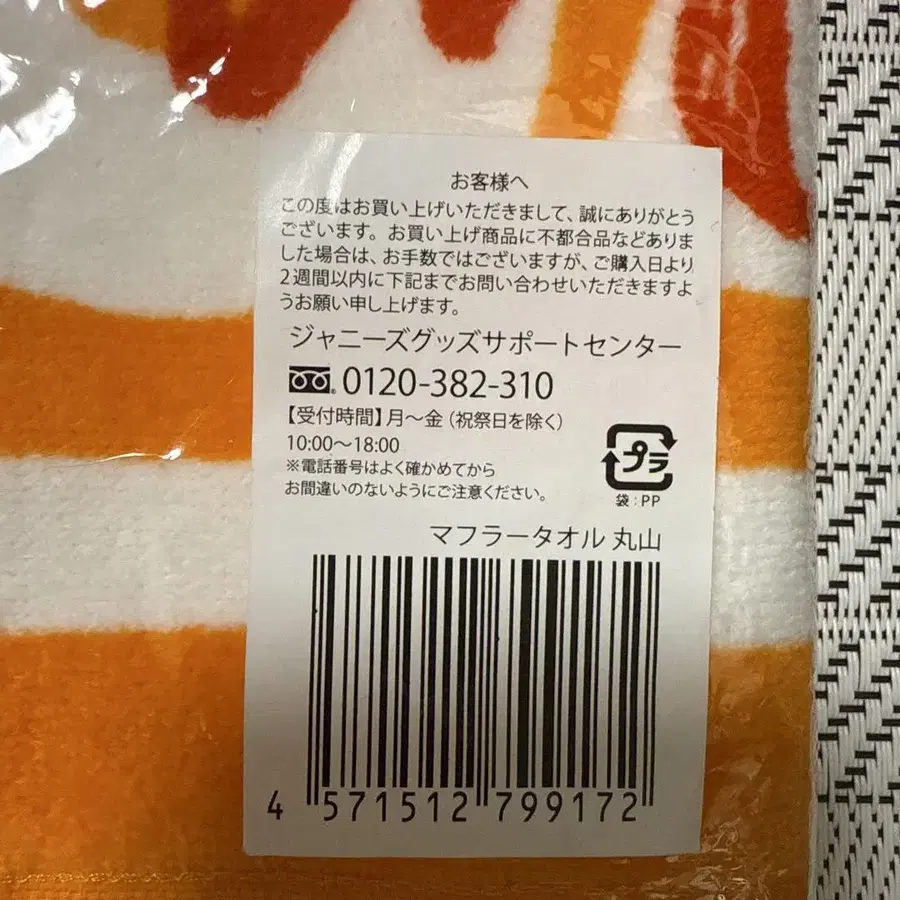 お客様へ
この度はお買い上げいただきまして、誠にありがとう
ございます。お買い上げ商品に不都合品などありま
した場合は、お手数ではございますが、ご購入日より
2週間以内に下記までお問い合わせいただきますよ
うお願い申し上げます。
ジャニーズグッズサポートセンター
0120-382-310
【受付時間】月〜金（祝祭日を除く）
10:00〜18:00
※電話番号はよく確かめてから
お間違いのないようにご注意ください。
プラ
袋：PP
マフラータオル 丸山
4 571512 799172